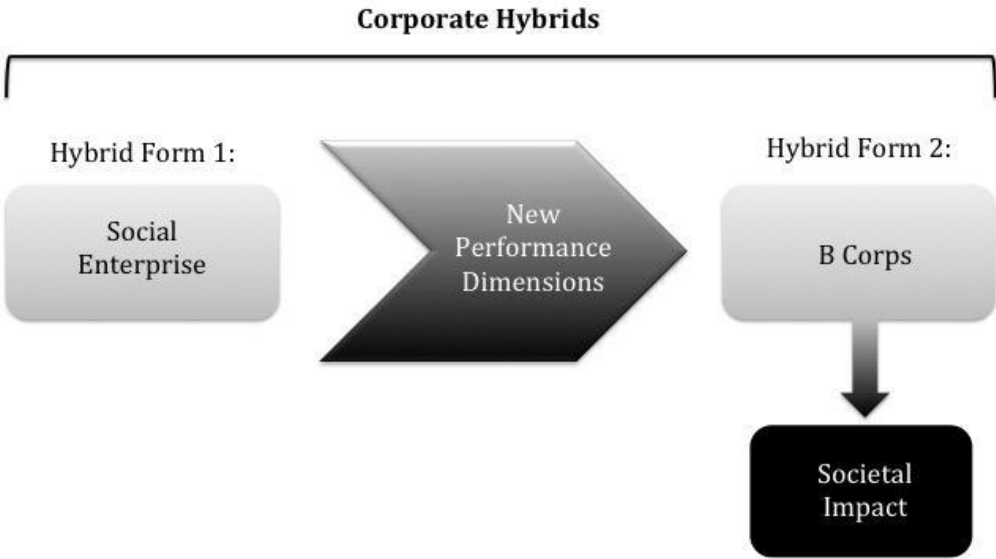 Corporate Hybrids
Hybrid Form 1:
Social
Enterprise
New
Performance
Dimensions
Hybrid Form 2:
B Corps
Societal
Impact